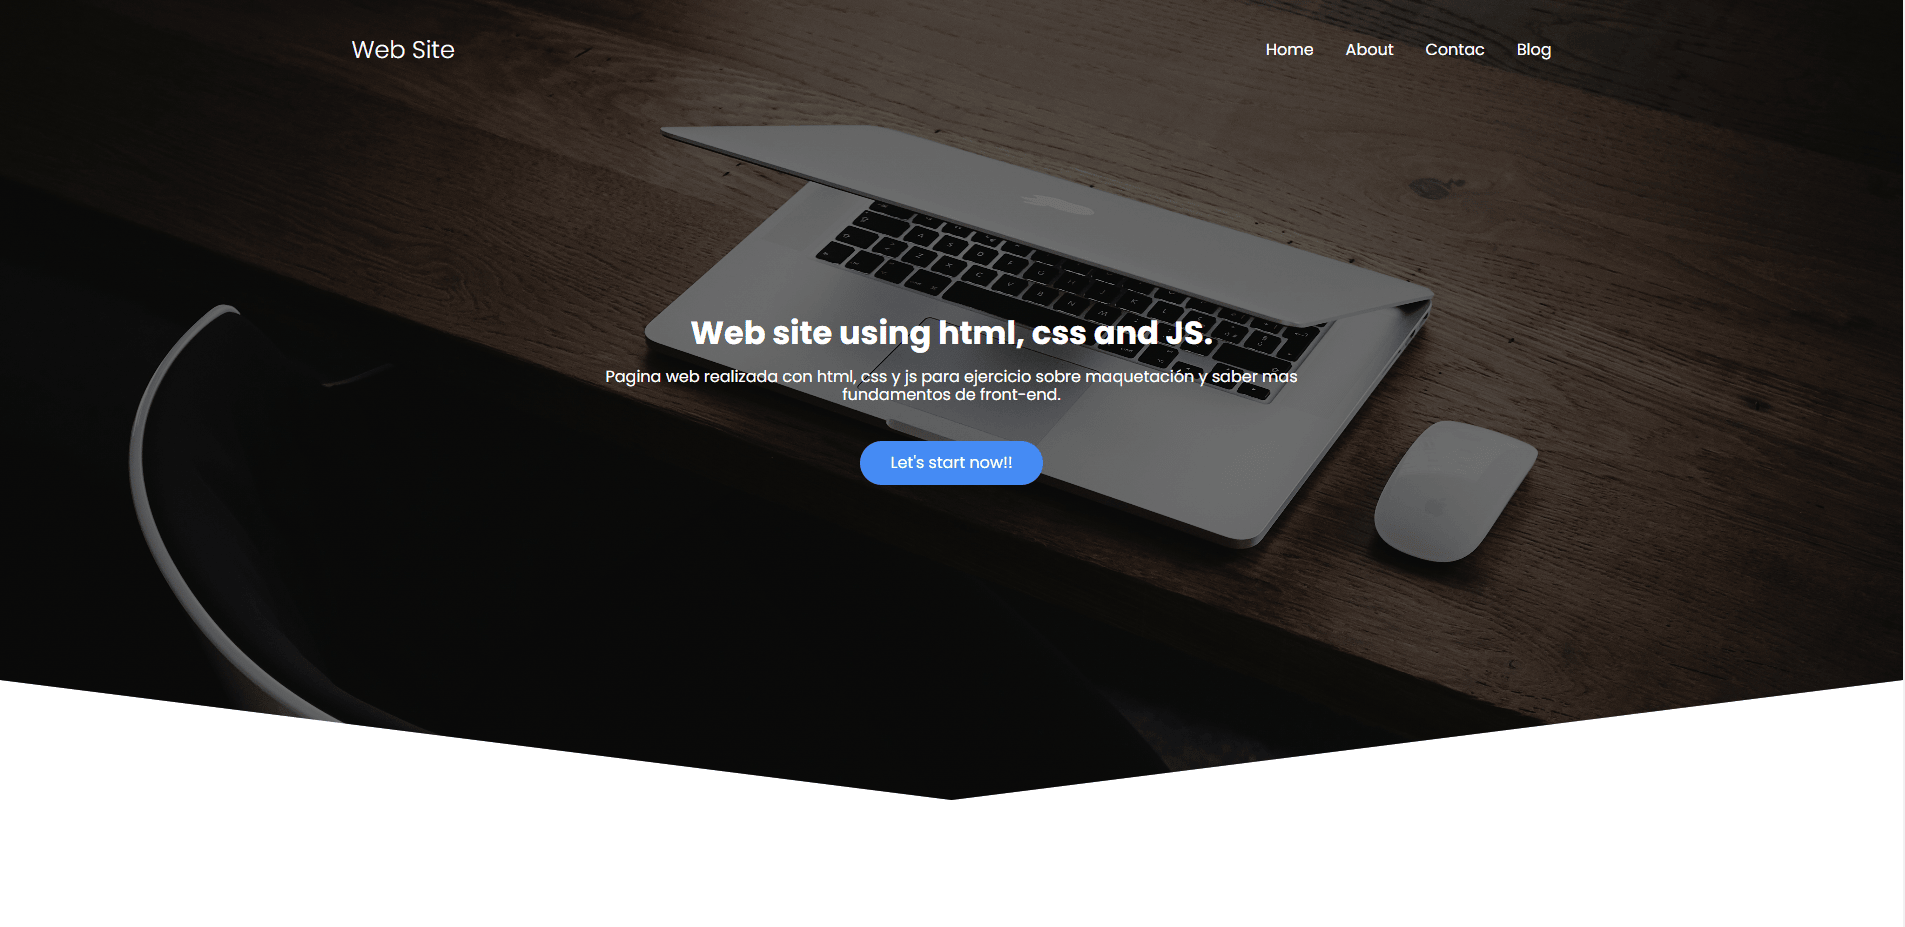 Web Site
Home About Contac Blog
Web site using html, css and JS.
Pagina web realizada con html, css y js para ejercicio sobre maquetación y saber mas
fundamentos de front-end.
Let's start now!!